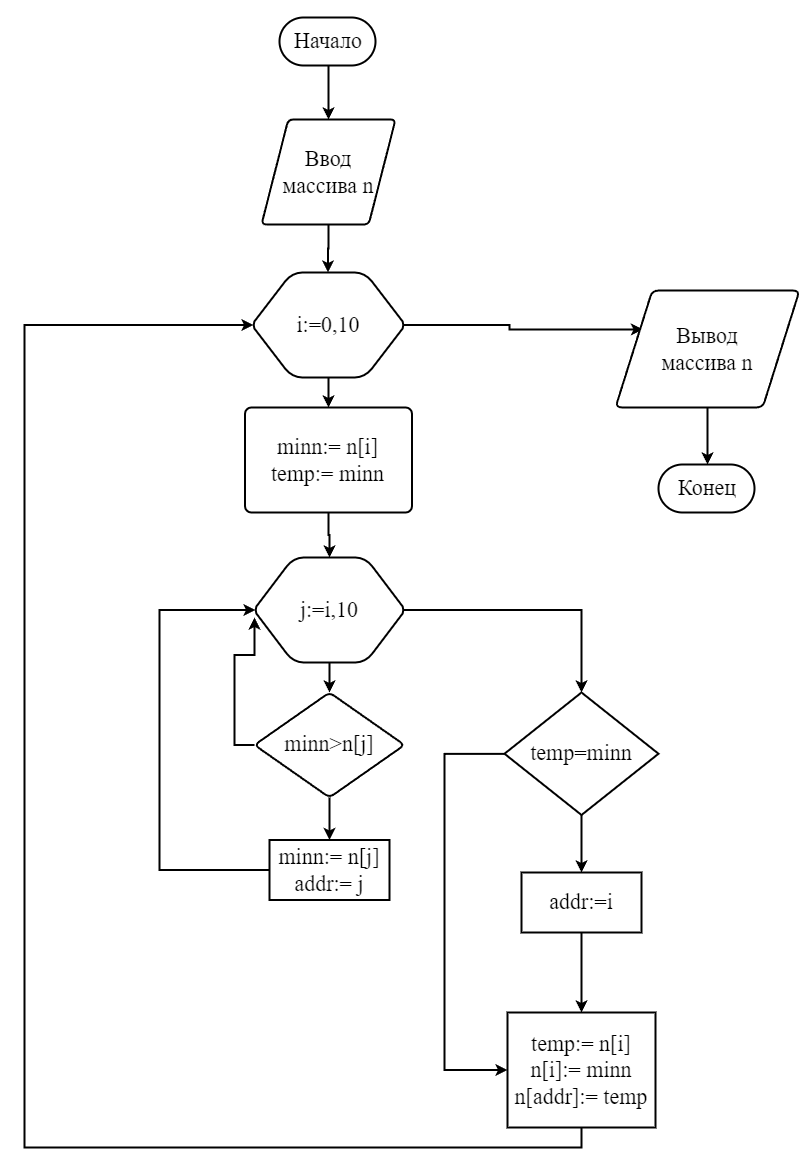 Начало
Ввод
массива n
i:=0,10
Вывод
массива n
minn:= n[i]
temp:= minn
Конец
j:=i,10
minn>n[j]
temp=minn
minn:= n[j]
addr:= j
addr:=i
temp:= n[i]
n[i]:= minn
n[addr]:= temp